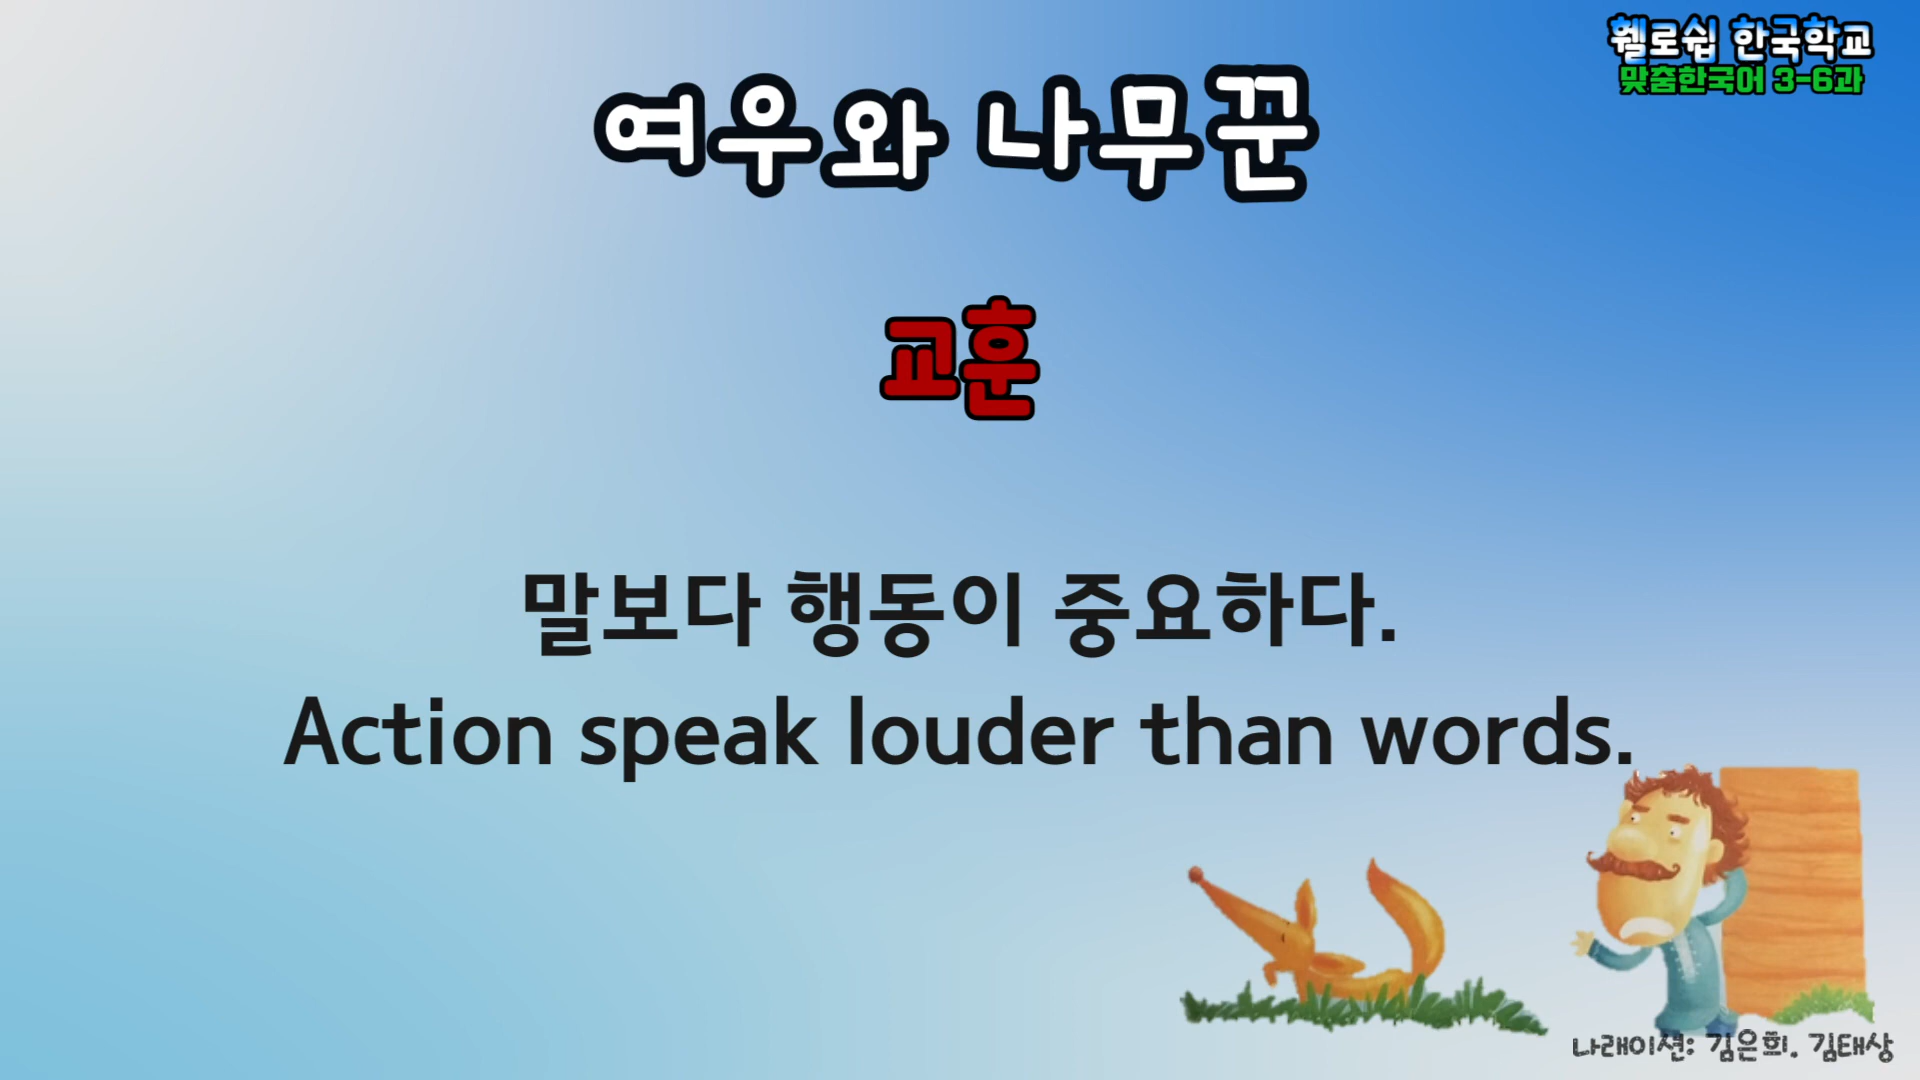 웰로쉽 한국학교
맞춤한국어 3-6과
여우와 나무꾼
교훈
말보다 행동이 중요하다.
Action speak louder than words.
나래이션: 김은희. 김태상